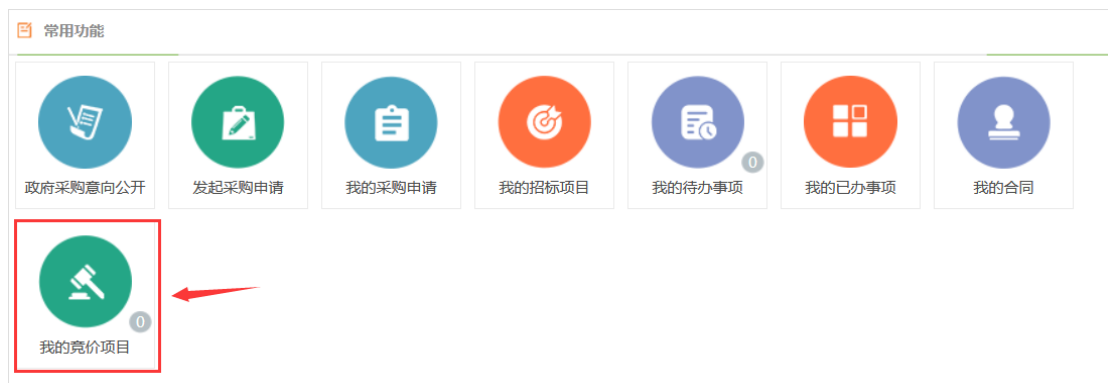 常用功能
政府采购意向公开
发起采购申请
我的采购申请
我的招标项目
0
我的待办事项
我的已办事项
我的合同
0
我的竞价项目